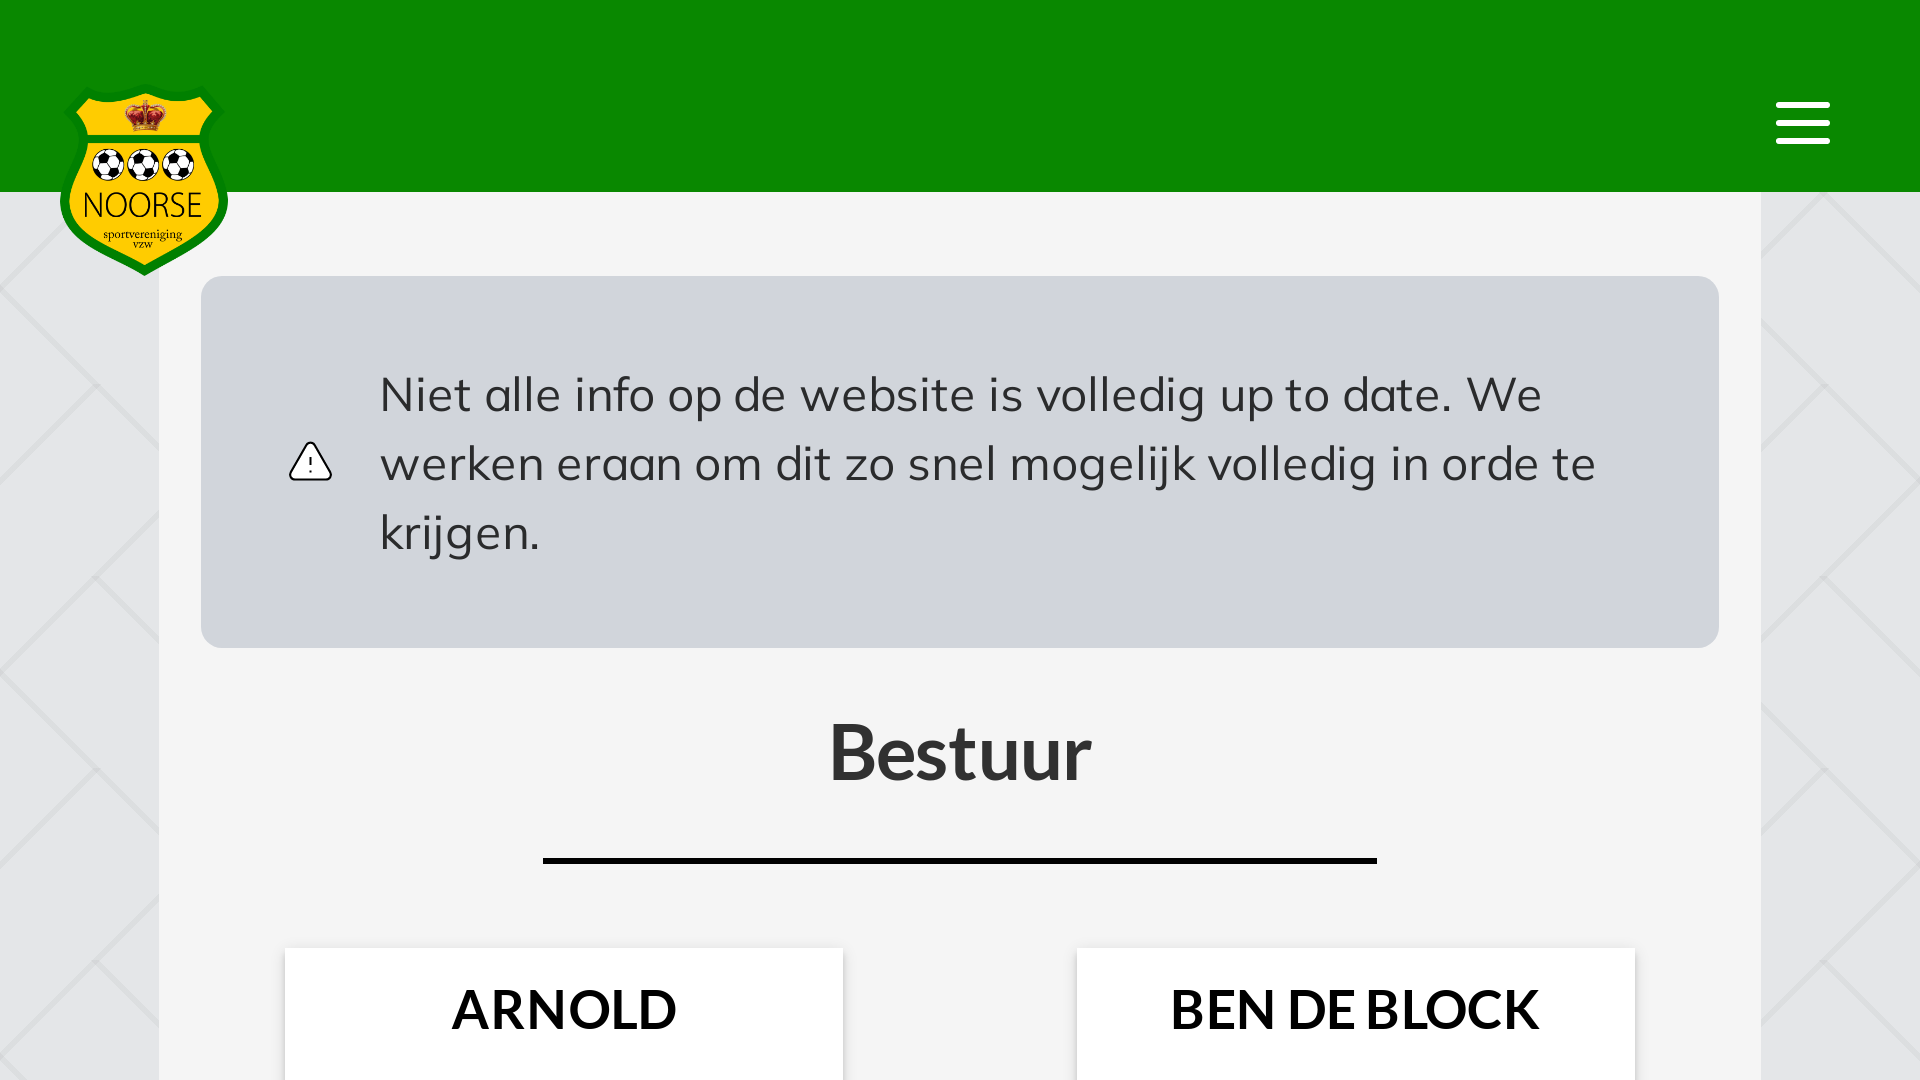 NOORSE
sportvereniging
vzw
Niet alle info op de website is volledig up to date. We
werken eraan om dit zo snel mogelijk volledig in orde te
krijgen.
Bestuur
ARNOLD
BEN DE BLOCK